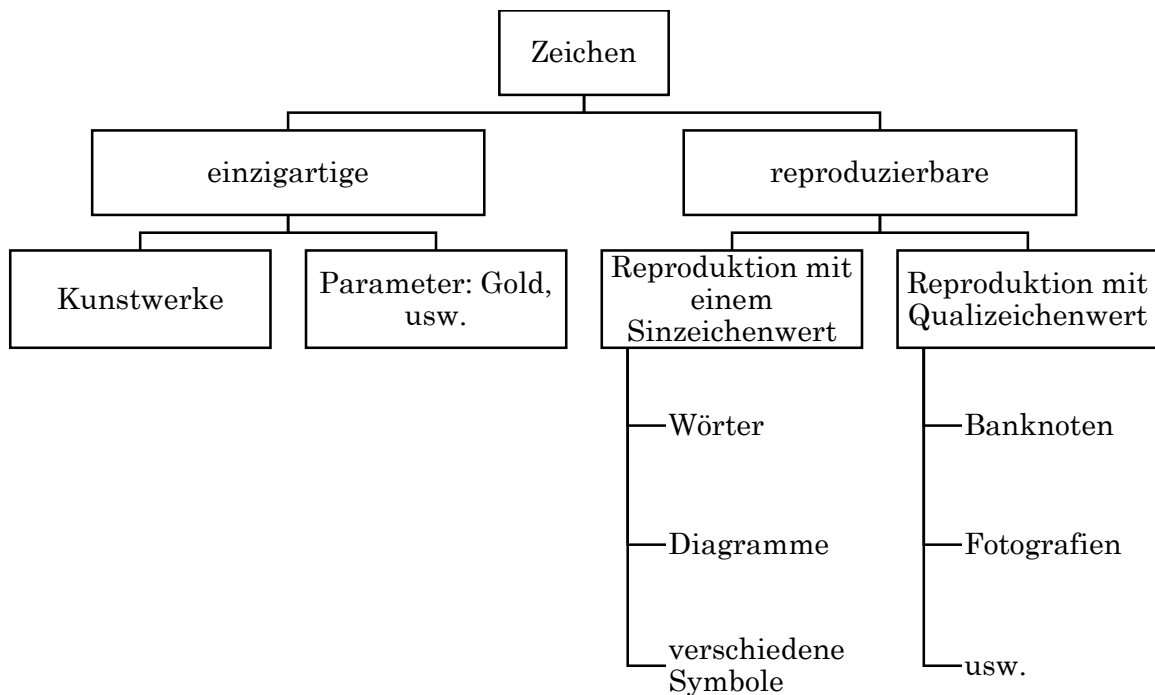 Zeichen
einzigartige
reproduzierbare
Kunstwerke
Parameter: Gold,
usw.
Reproduktion mit
einem
Sinzeichenwert
Reproduktion mit
Qualizeichenwert
Wörter
Banknoten
Diagramme
Fotografien
verschiedene
Symbole
usw.